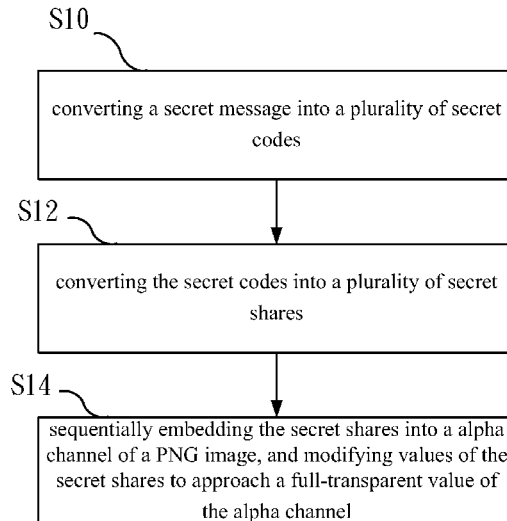 S10
converting a secret message into a plurality of secret
codes
S12
converting the secret codes into a plurality of secret
shares
S14
sequentially embedding the secret shares into a alpha
channel of a PNG image, and modifying values of the
secret shares to approach a full-transparent value of
the alpha channel